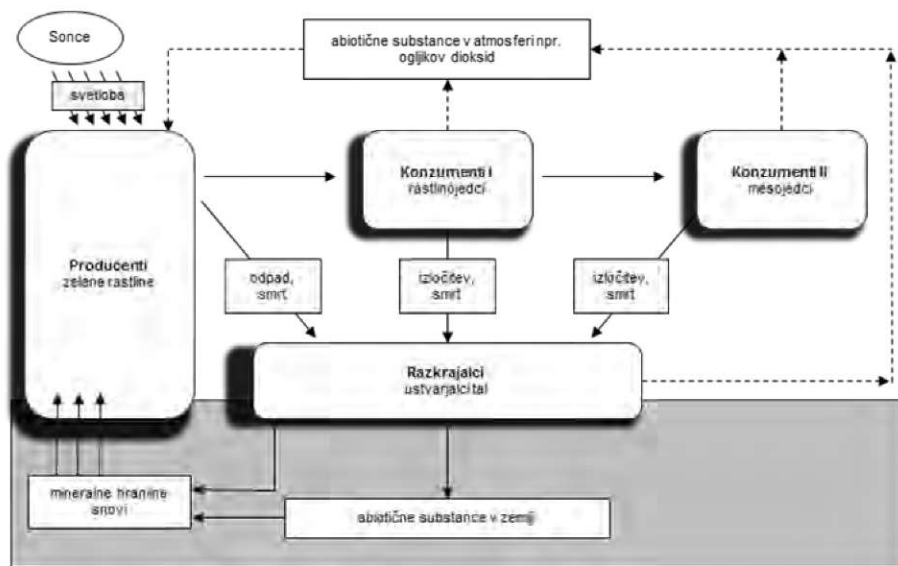 Sonce
abiotične substance v atmosferi npr.
ogljikov dioksid
svetloba
Konzumenti I
rastlinojedci
Konzumenti II
mesojedci
Producenti
zelene rastline
odpad,
smrt
izločitev,
smrt
izločitev,
smrt
Razkrajalci
ustvarjalci tal
mineralne hranilne
snovi
abiotične substance v zemlji